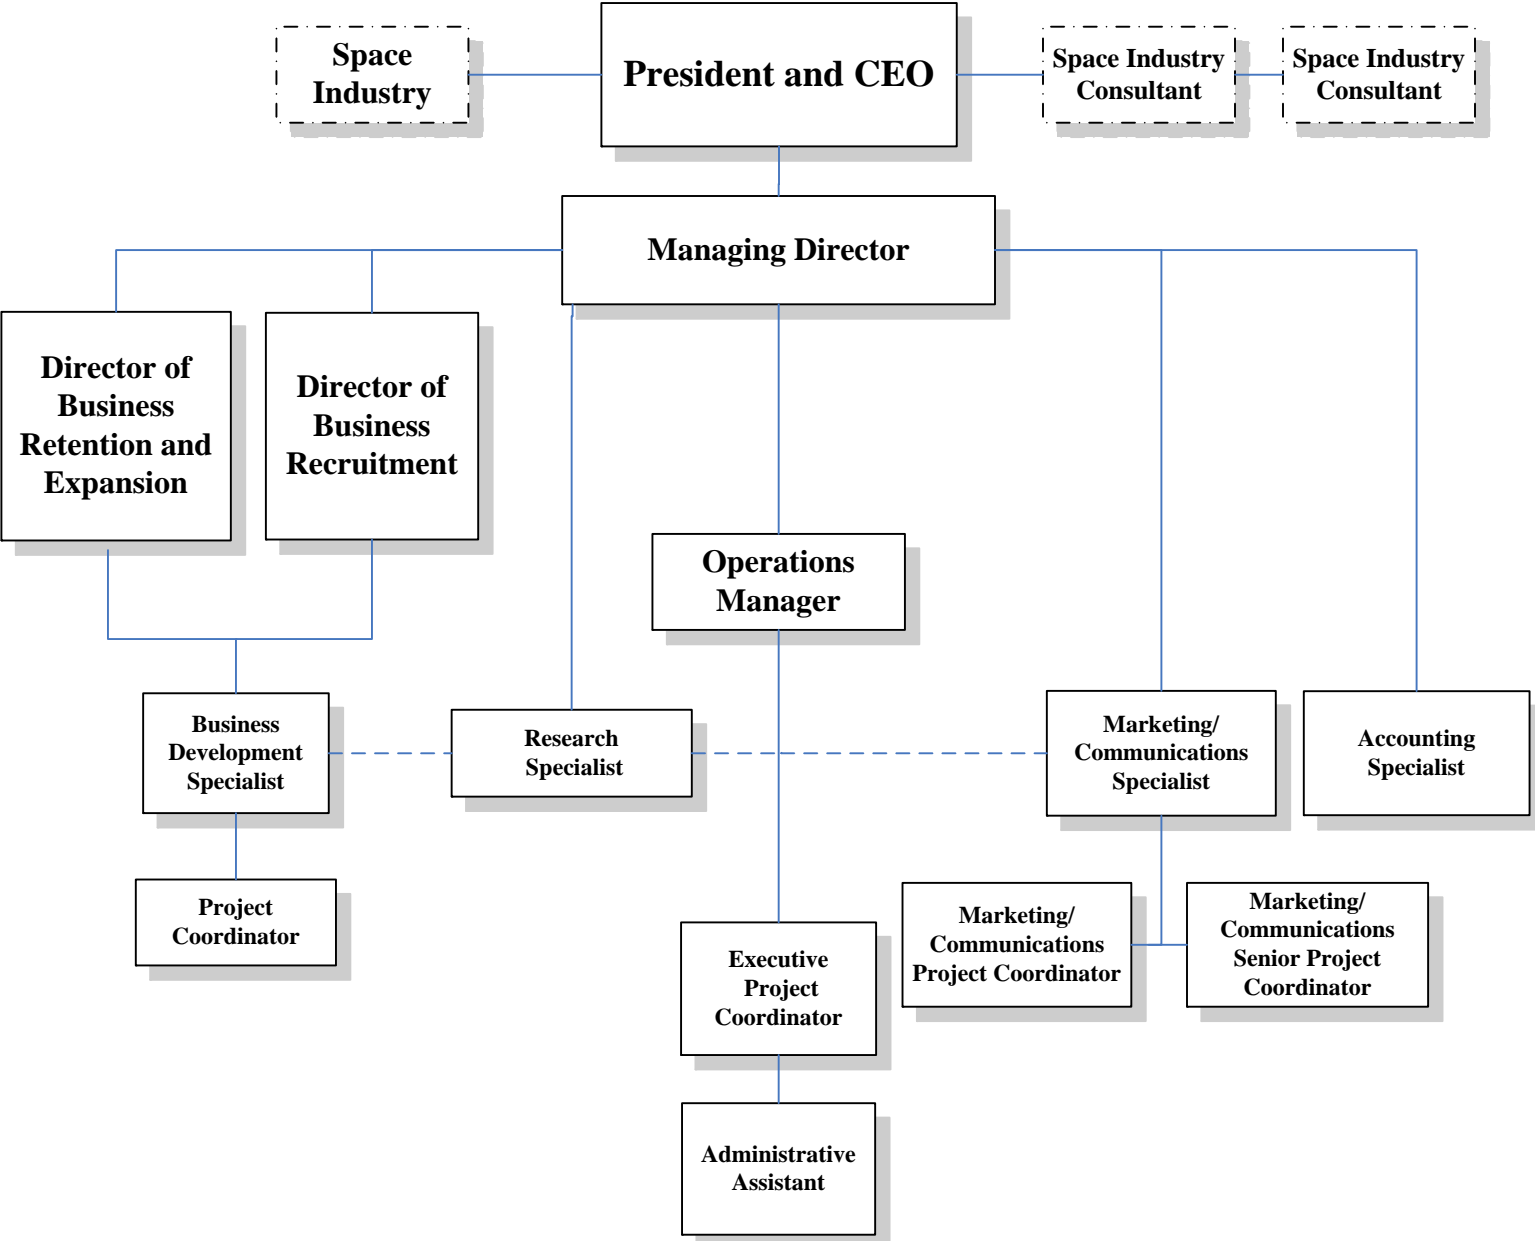 Space
Industry
President and CEO
Space Industry
Consultant
Space Industry
Consultant
Managing Director
Director of
Business
Retention and
Expansion
Director of
Business
Recruitment
Operations
Manager
Business
Development
Specialist
Research
Specialist
Marketing/
Communications
Specialist
Accounting
Specialist
Project
Coordinator
Executive
Project
Coordinator
Marketing/
Communications
Project Coordinator
Marketing/
Communications
Senior Project
Coordinator
Administrative
Assistant